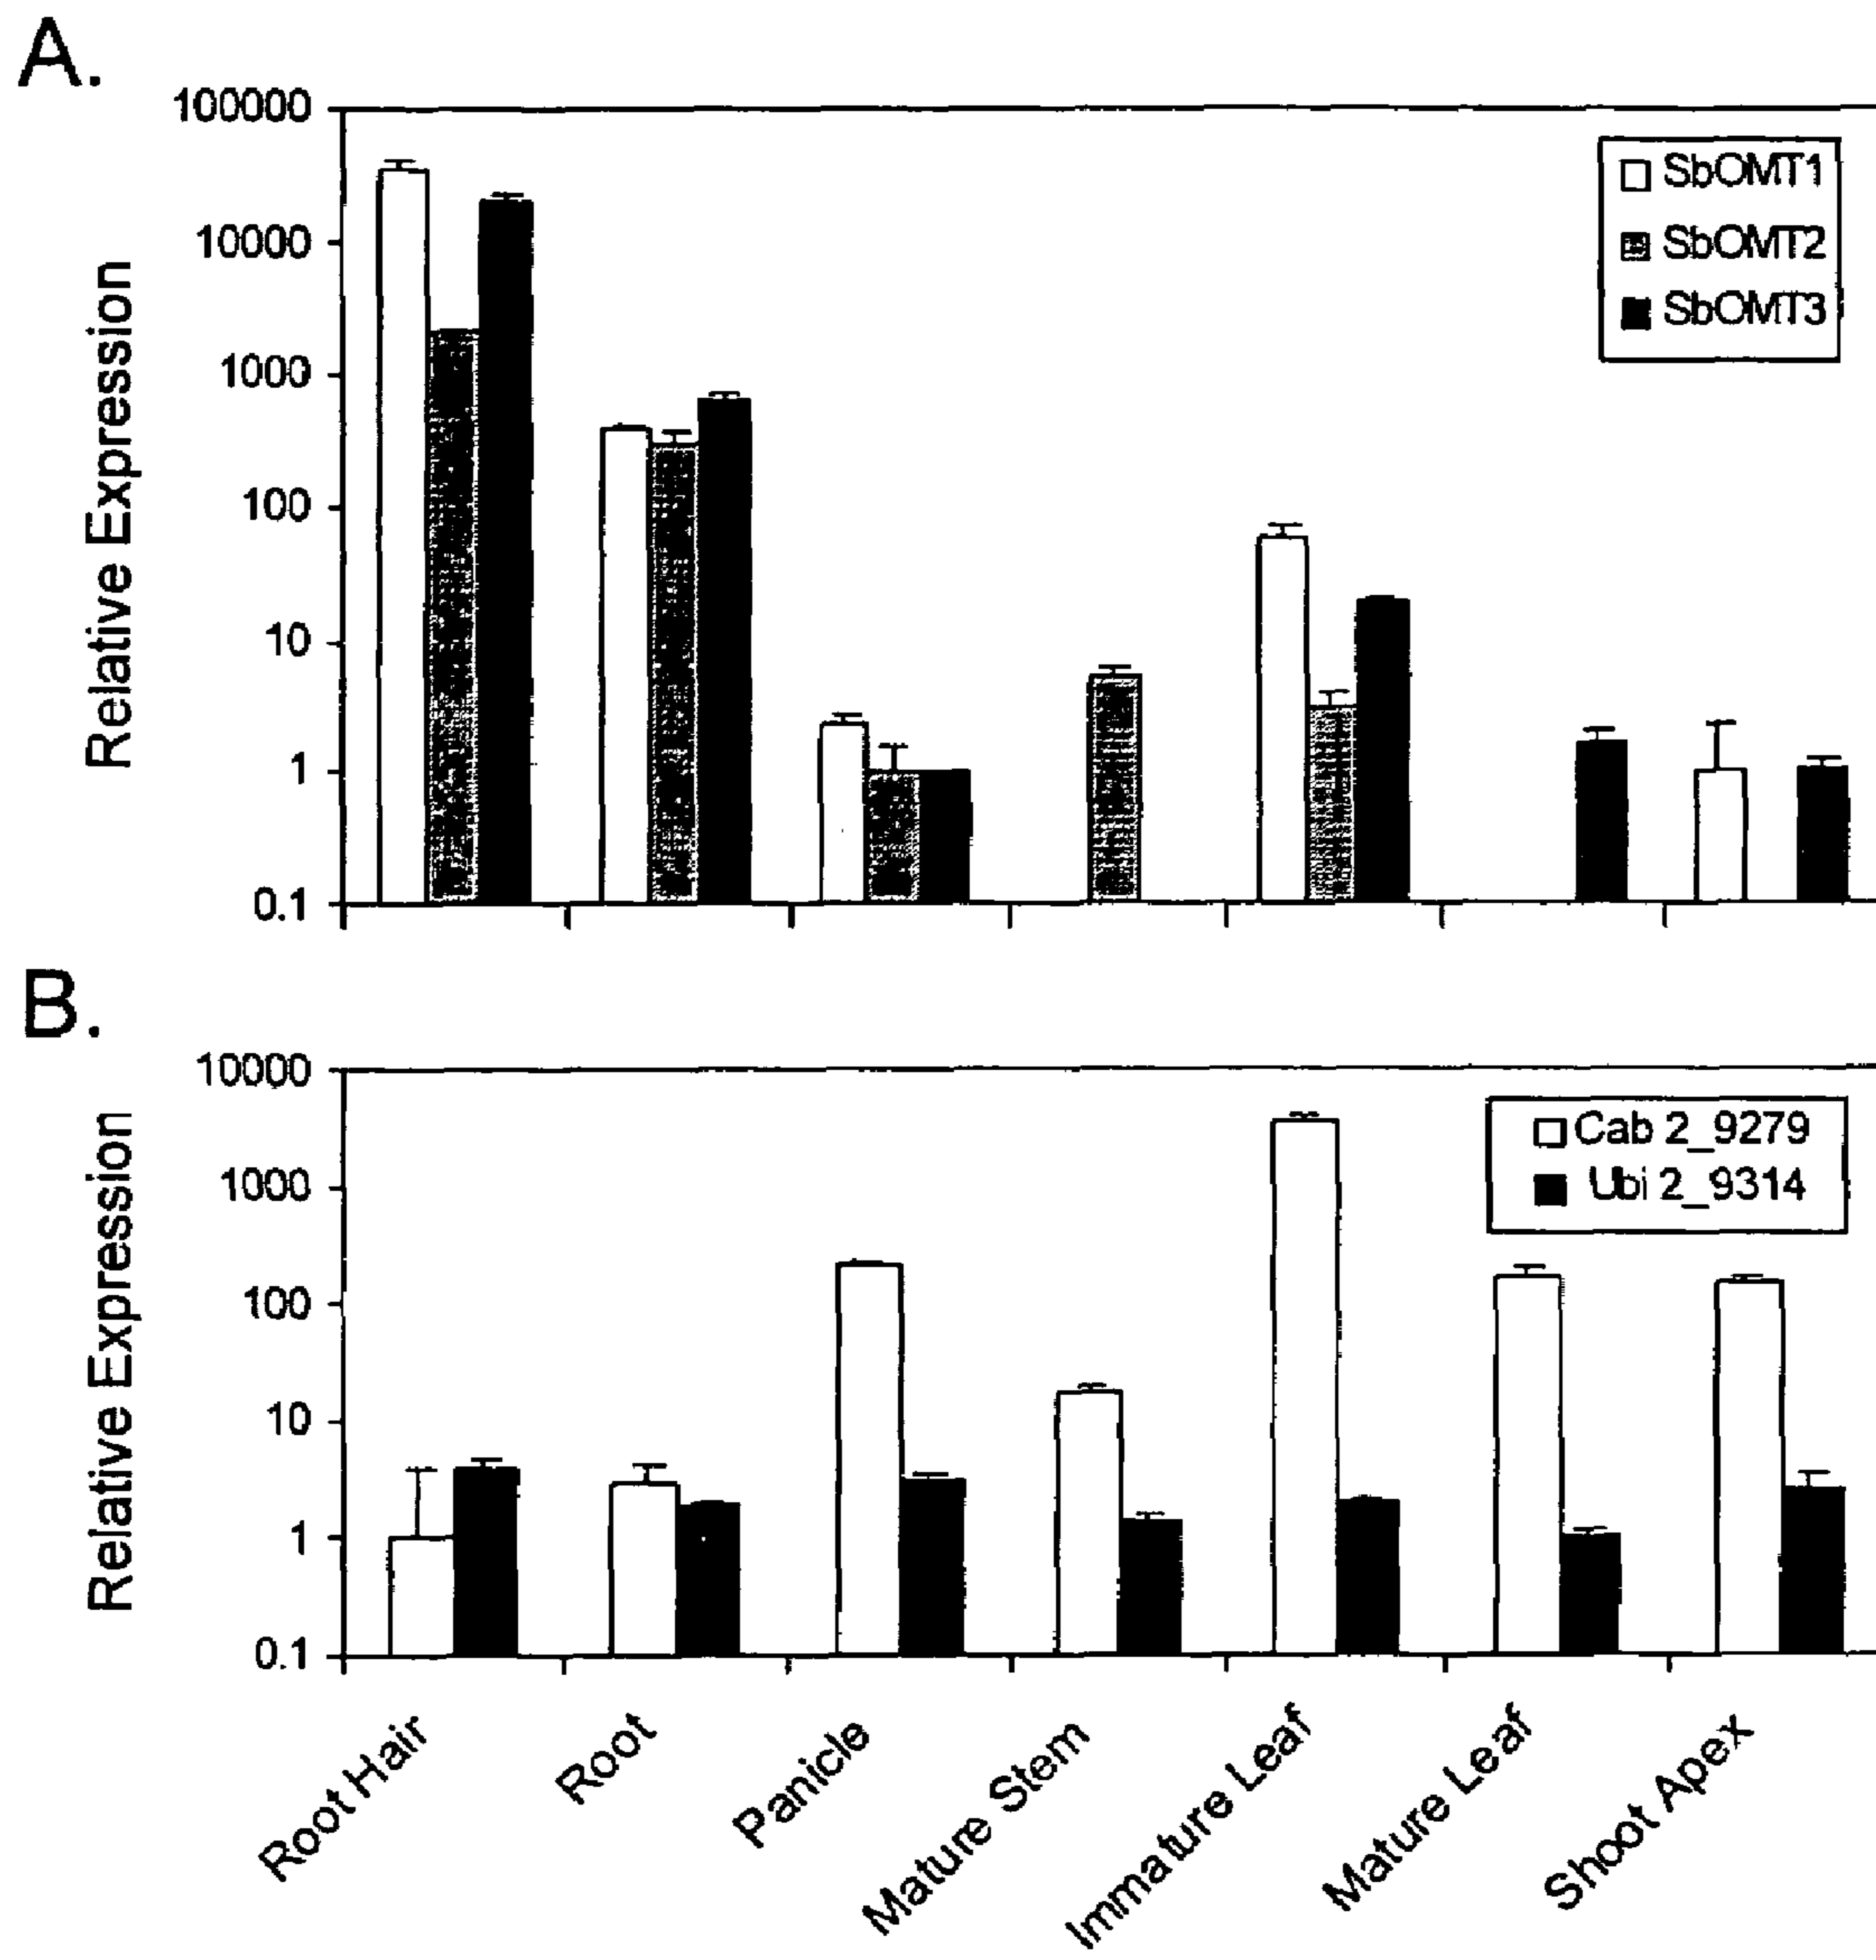 A.
100000
10000
1000
100
10
1
0.1
Relative Expression
SbOMT1
SbOMT2
SbOMT3
B.
10000
1000
100
10
1
0.1
Relative Expression
Cab 2_9279
Ubi 2_9314
Root Hair
Root
Panicle
Mature Stem
Immature Leaf
Mature Leaf
Shoot Apex